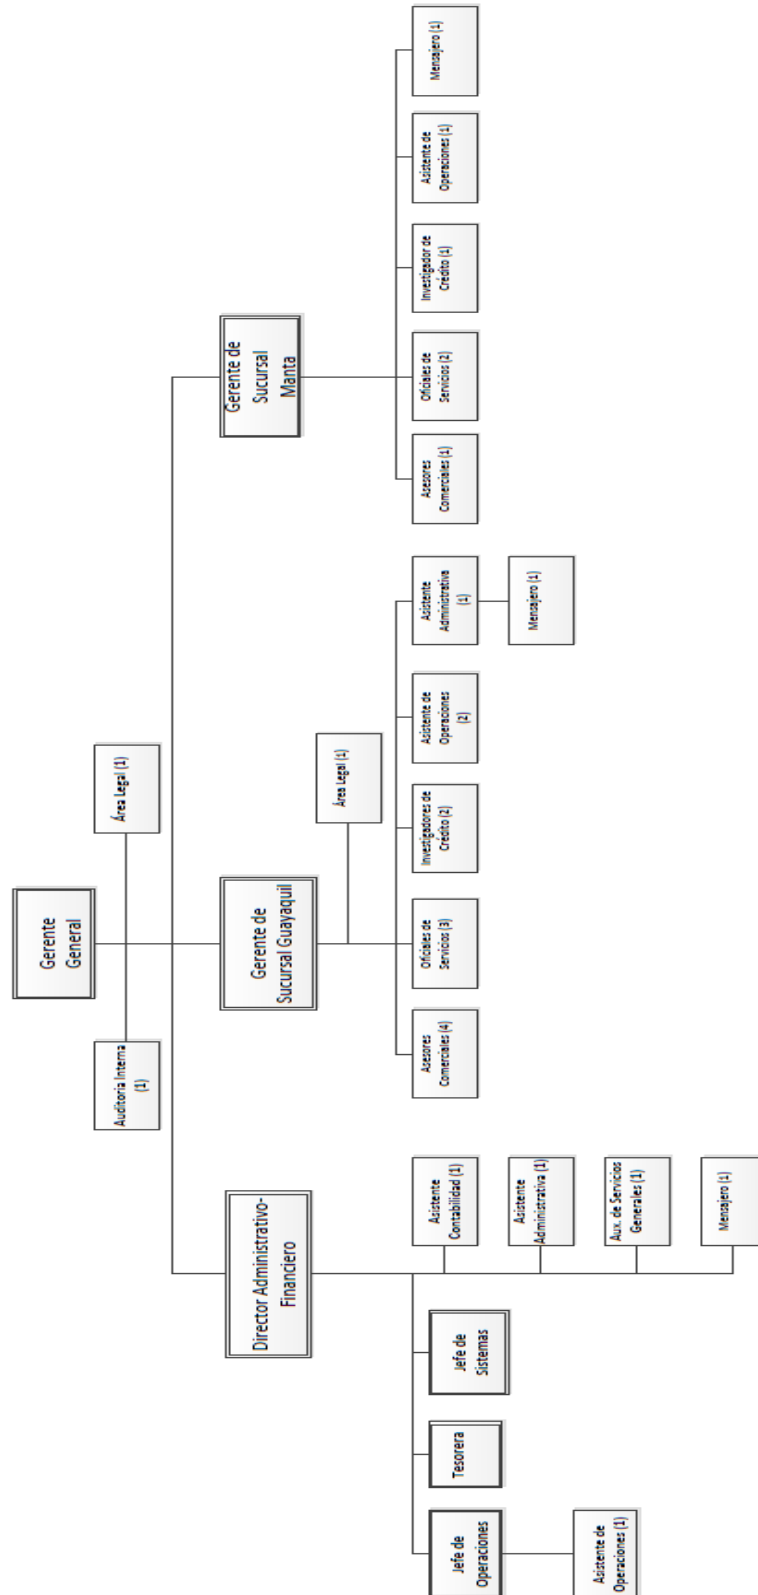 Gerente
General
Auditoria Interna
(1)
Área Legal (1)
Director Administrativo-
Financiero
Gerente de
Sucursal Guayaquil
Gerente de
Sucursal
Manta
Área Legal (1)
Jefe de
Operaciones
Tesorera
Jefe de
Sistemas
Asistente
Contabilidad (1)
Asistente
Administrativa (1)
Aux. de Servicios
Generales (1)
Mensajero (1)
Asistente de
Operaciones (1)
Asesores
Comerciales (4)
Oficiales de
Servicios (3)
Investigadores de
Crédito (2)
Asistente de
Operaciones
(2)
Asistente
Administrativa
(1)
Mensajero (1)
Asesores
Comerciales (1)
Oficiales de
Servicios (2)
Investigador de
Crédito (1)
Asistente de
Operaciones (1)
Mensajero (1)